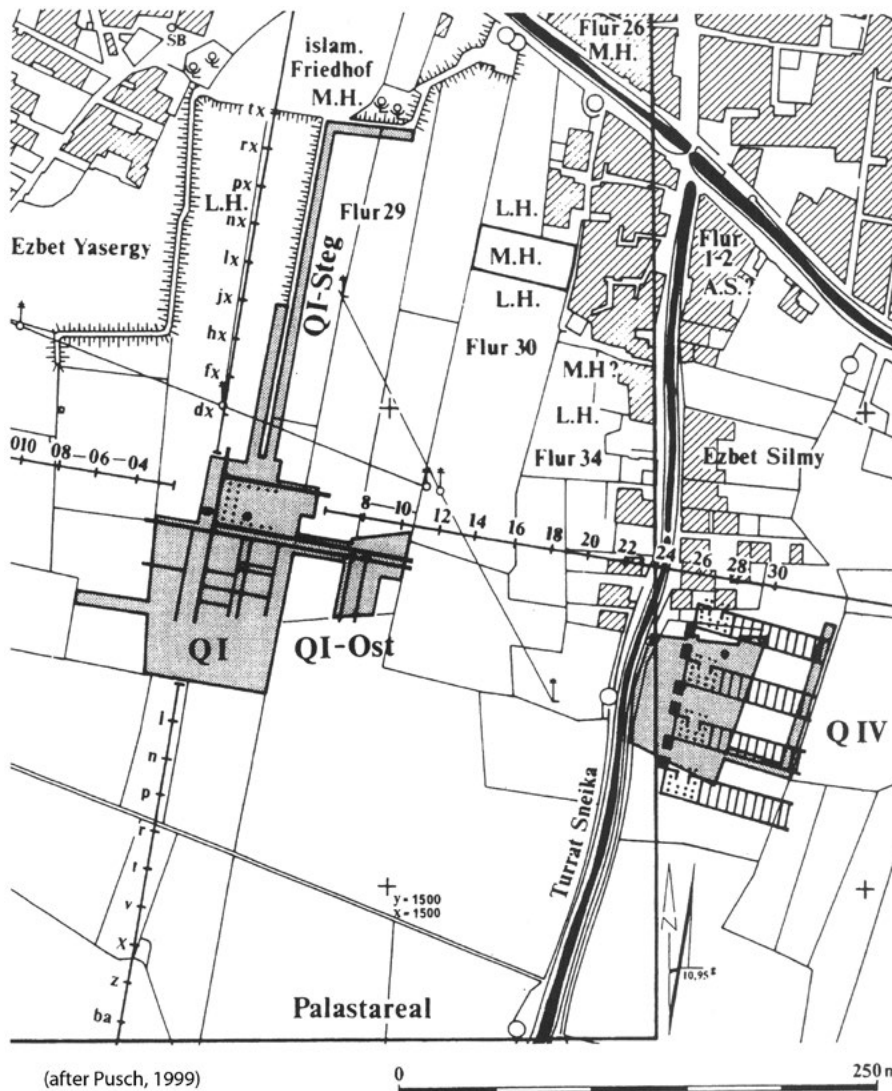 SB
islam.
Friedhof
M.H.
Flur 26
M.H.
tx
rx
px
L.H.
nx
lx
jx
hx
fx
dx
Flur 29
QI-Steg
Ezbet Yasergy
L.H.
M.H.
L.H.
Flur 30
Flur
1-2
A.S.?
M.H?
L.H.
Flur 34
Ezbet Silmy
010 08-06-04
8 10 12 14 16 18 20 22 24 26 28 30
QI
QI-Ost
Q IV
l
n
p
r
t
v
x
z
ba
Turrat Sneika
y = 1500
x = 1500
N
10,95 g
Palastareal
(after Pusch, 1999)
0 250 m